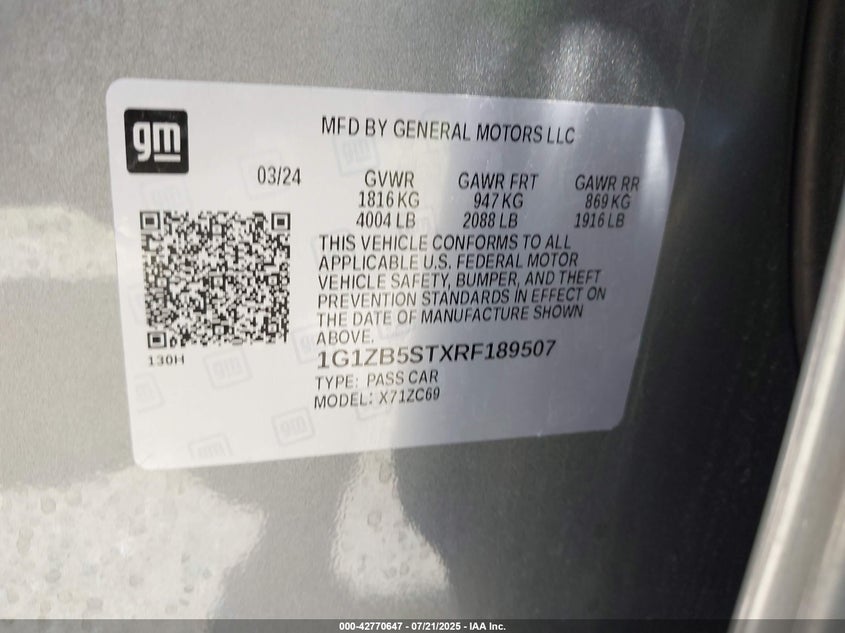 gm
MFD BY GENERAL MOTORS LLC
03/24
GVWR GAWR FRT GAWR RR
1816 KG 947 KG 869 KG
4004 LB 2088 LB 1916 LB
THIS VEHICLE CONFORMS TO ALL
APPLICABLE U.S. FEDERAL MOTOR
VEHICLE SAFETY, BUMPER, AND THEFT
PREVENTION STANDARDS IN EFFECT ON
THE DATE OF MANUFACTURE SHOWN
ABOVE.
130H
1G1ZB5STXRF189507
TYPE: PASS CAR
MODEL: X71ZC69
000-42770647 - 07/21/2025 - IAA Inc.